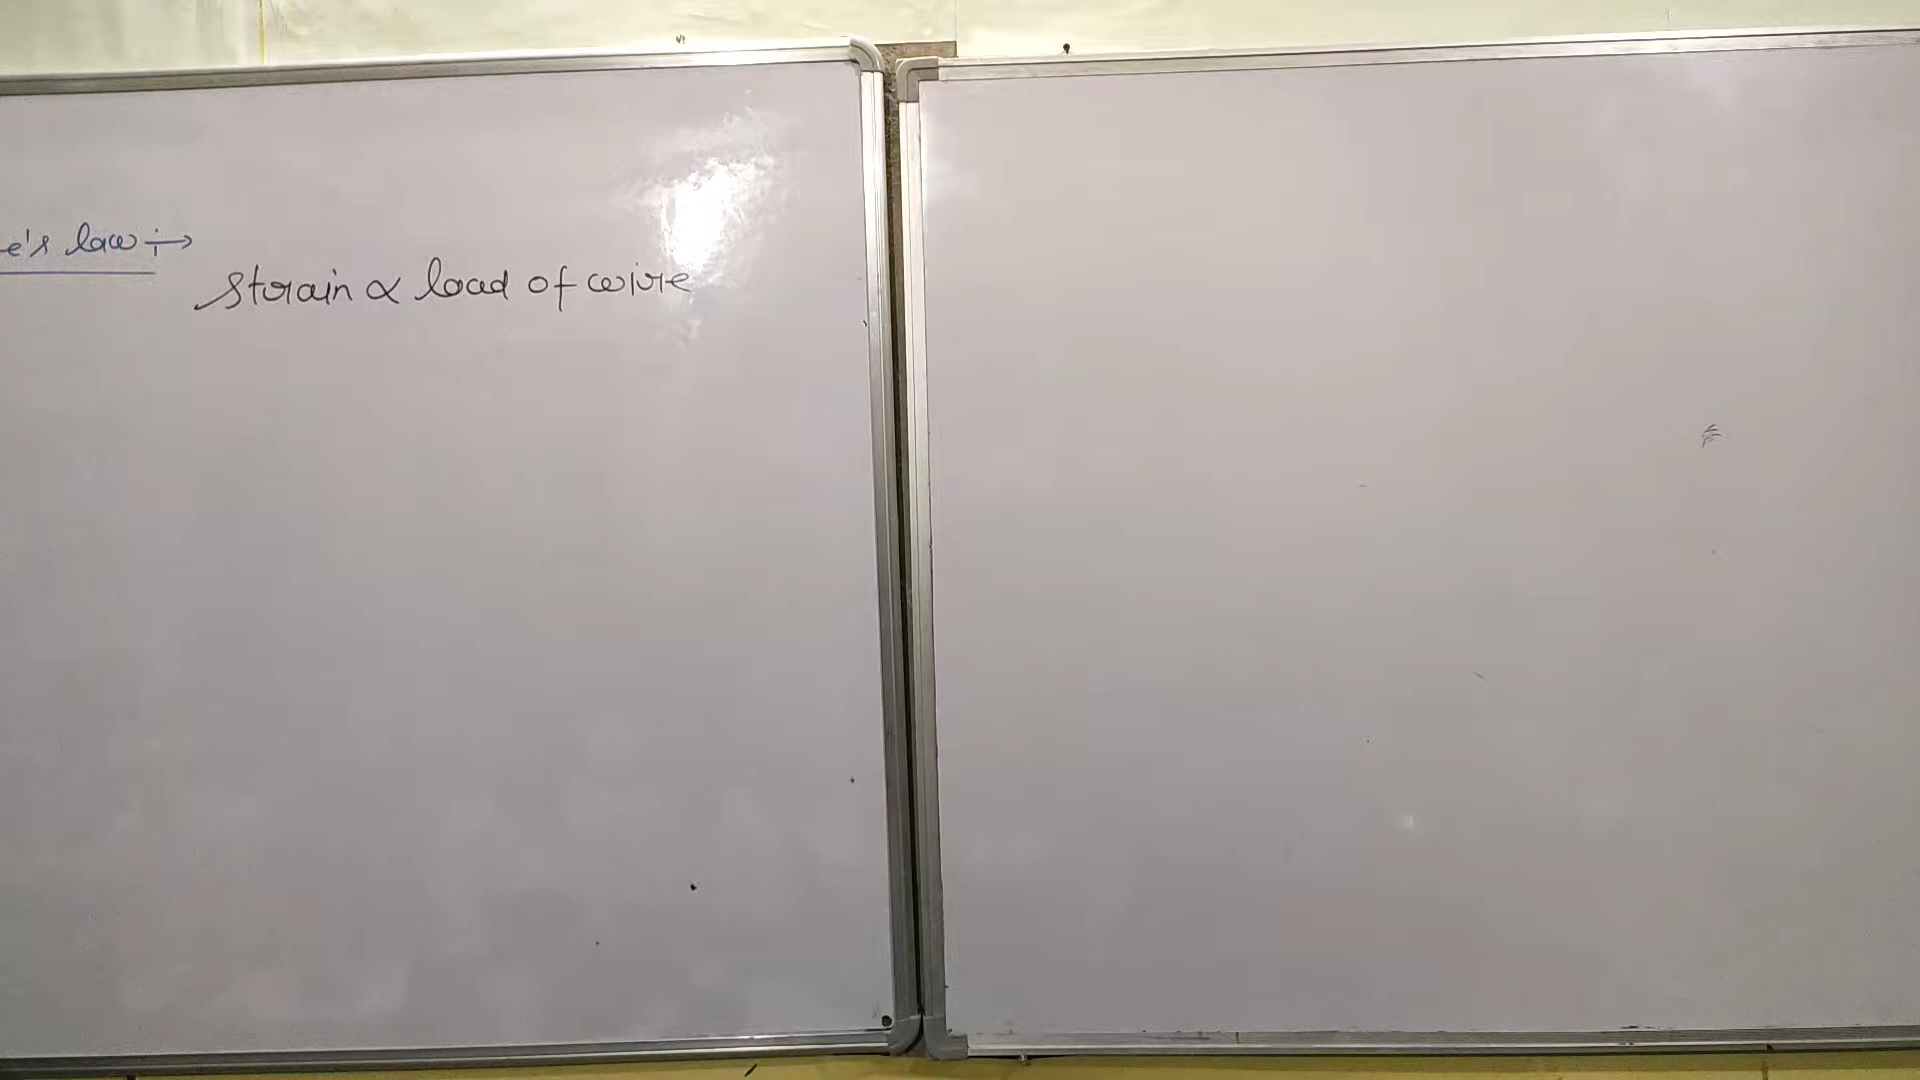 e's law :→
strain ∝ load of wire